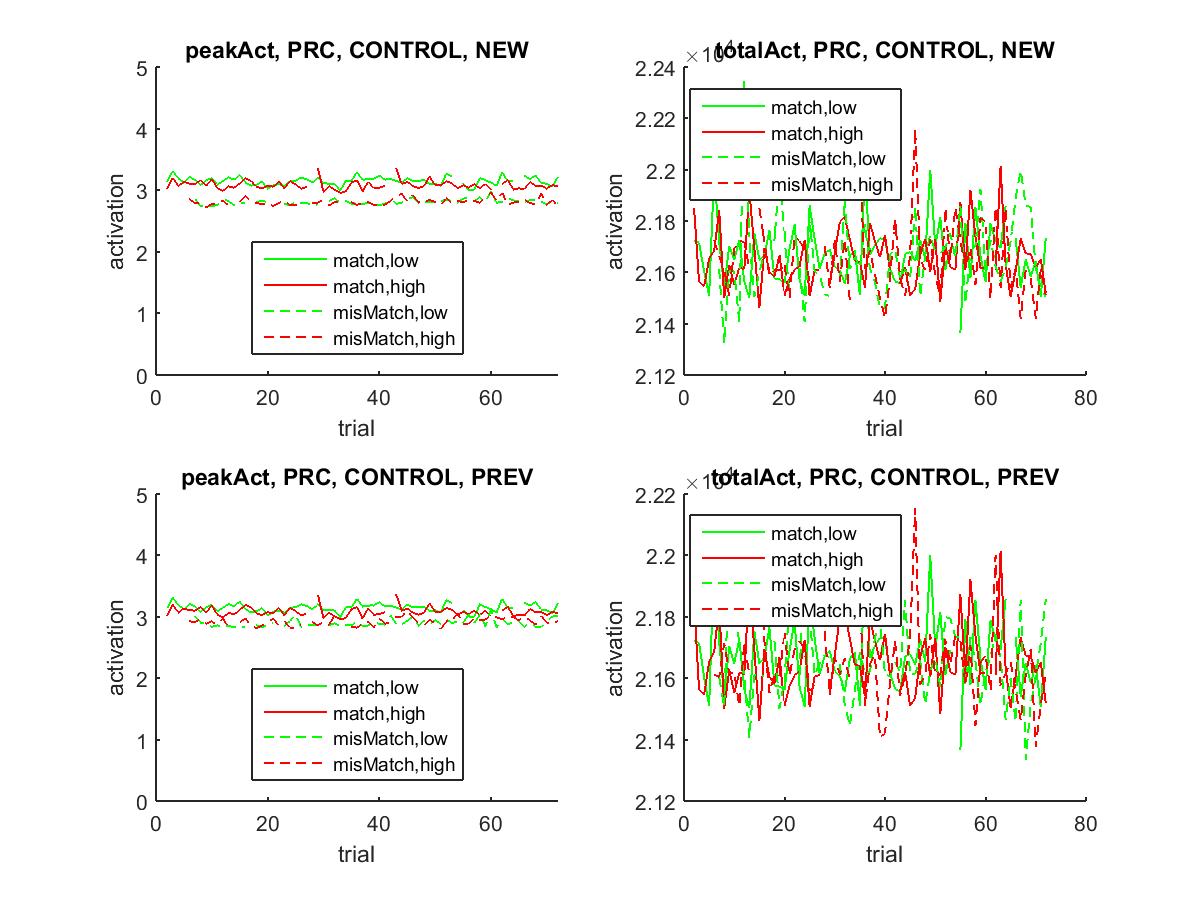 peakAct, PRC, CONTROL, NEW
5
4
3
2
1
0
activation
match,low
match,high
misMatch,low
misMatch,high
0 20 40 60
trial
×10⁴
totalAct, PRC, CONTROL, NEW
2.24
2.22
2.2
2.18
2.16
2.14
2.12
activation
match,low
match,high
misMatch,low
misMatch,high
0 20 40 60 80
trial
peakAct, PRC, CONTROL, PREV
5
4
3
2
1
0
activation
match,low
match,high
misMatch,low
misMatch,high
0 20 40 60
trial
×10⁴
totalAct, PRC, CONTROL, PREV
2.22
2.2
2.18
2.16
2.14
2.12
activation
match,low
match,high
misMatch,low
misMatch,high
0 20 40 60 80
trial